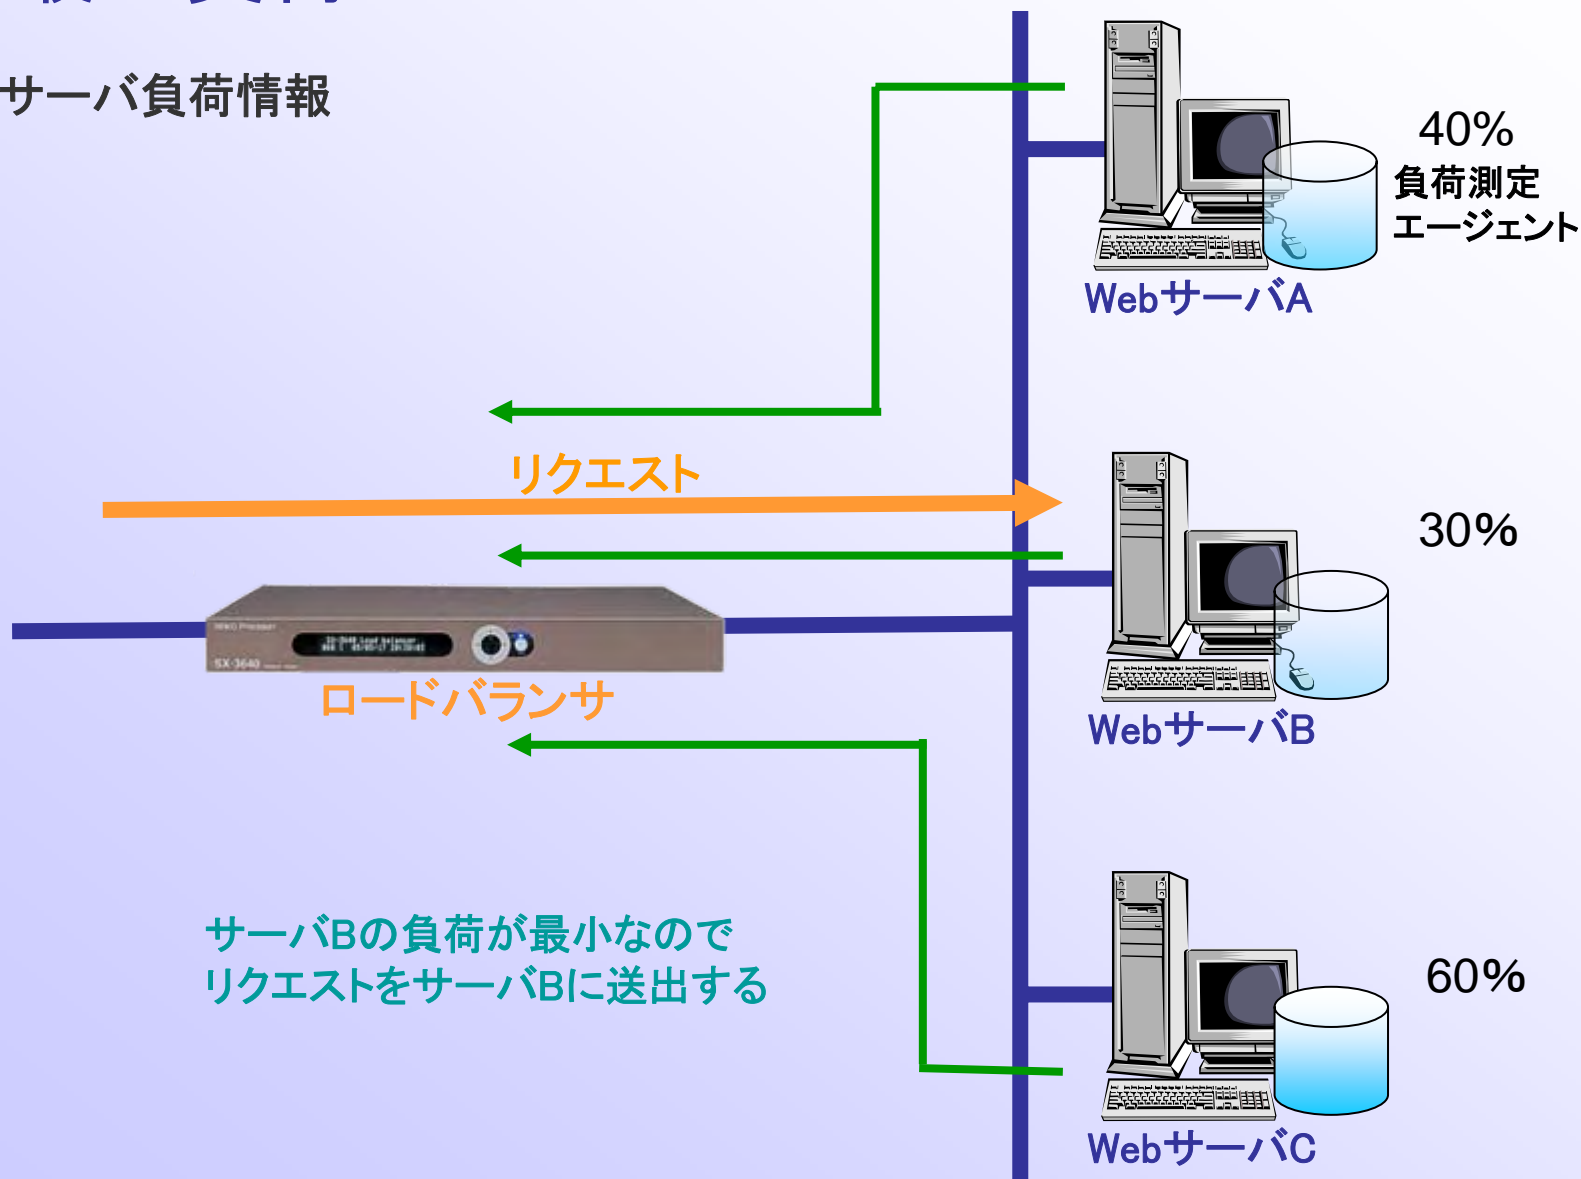 サーバ負荷情報
40%
負荷測定
エージェント
WebサーバA
リクエスト
30%
SX-3640
ロードバランサ
WebサーバB
サーバBの負荷が最小なので
リクエストをサーバBに送出する
60%
WebサーバC